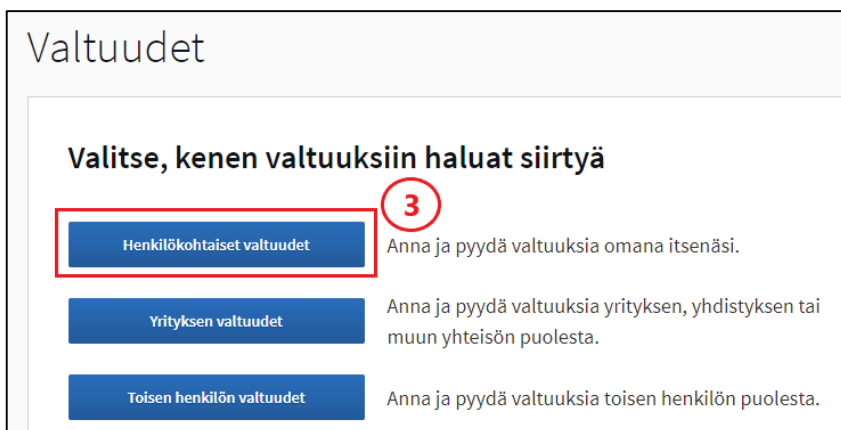 Valtuudet
Valitse, kenen valtuuksiin haluat siirtyä
3
Henkilökohtaiset valtuudet
Anna ja pyydä valtuuksia omana itsenäsi.
Yrityksen valtuudet
Anna ja pyydä valtuuksia yrityksen, yhdistyksen tai
muun yhteisön puolesta.
Toisen henkilön valtuudet
Anna ja pyydä valtuuksia toisen henkilön puolesta.